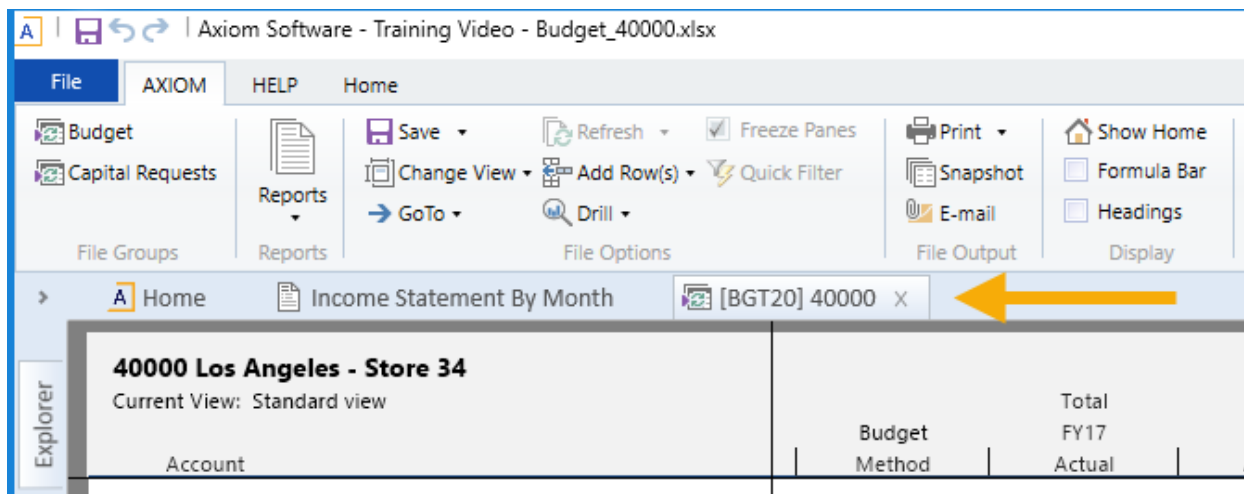 A Axiom Software - Training Video - Budget_40000.xlsx
File AXIOM HELP Home
Budget
Capital Requests
File Groups
Reports
Reports
Save Refresh Freeze Panes
Change View Add Row(s) Quick Filter
GoTo Drill
File Options
Print
Snapshot
E-mail
File Output
Show Home
Formula Bar
Headings
Display
A Home Income Statement By Month [BGT20] 40000 X
Explorer
40000 Los Angeles - Store 34
Current View: Standard view
Total
Budget FY17
Account Method Actual